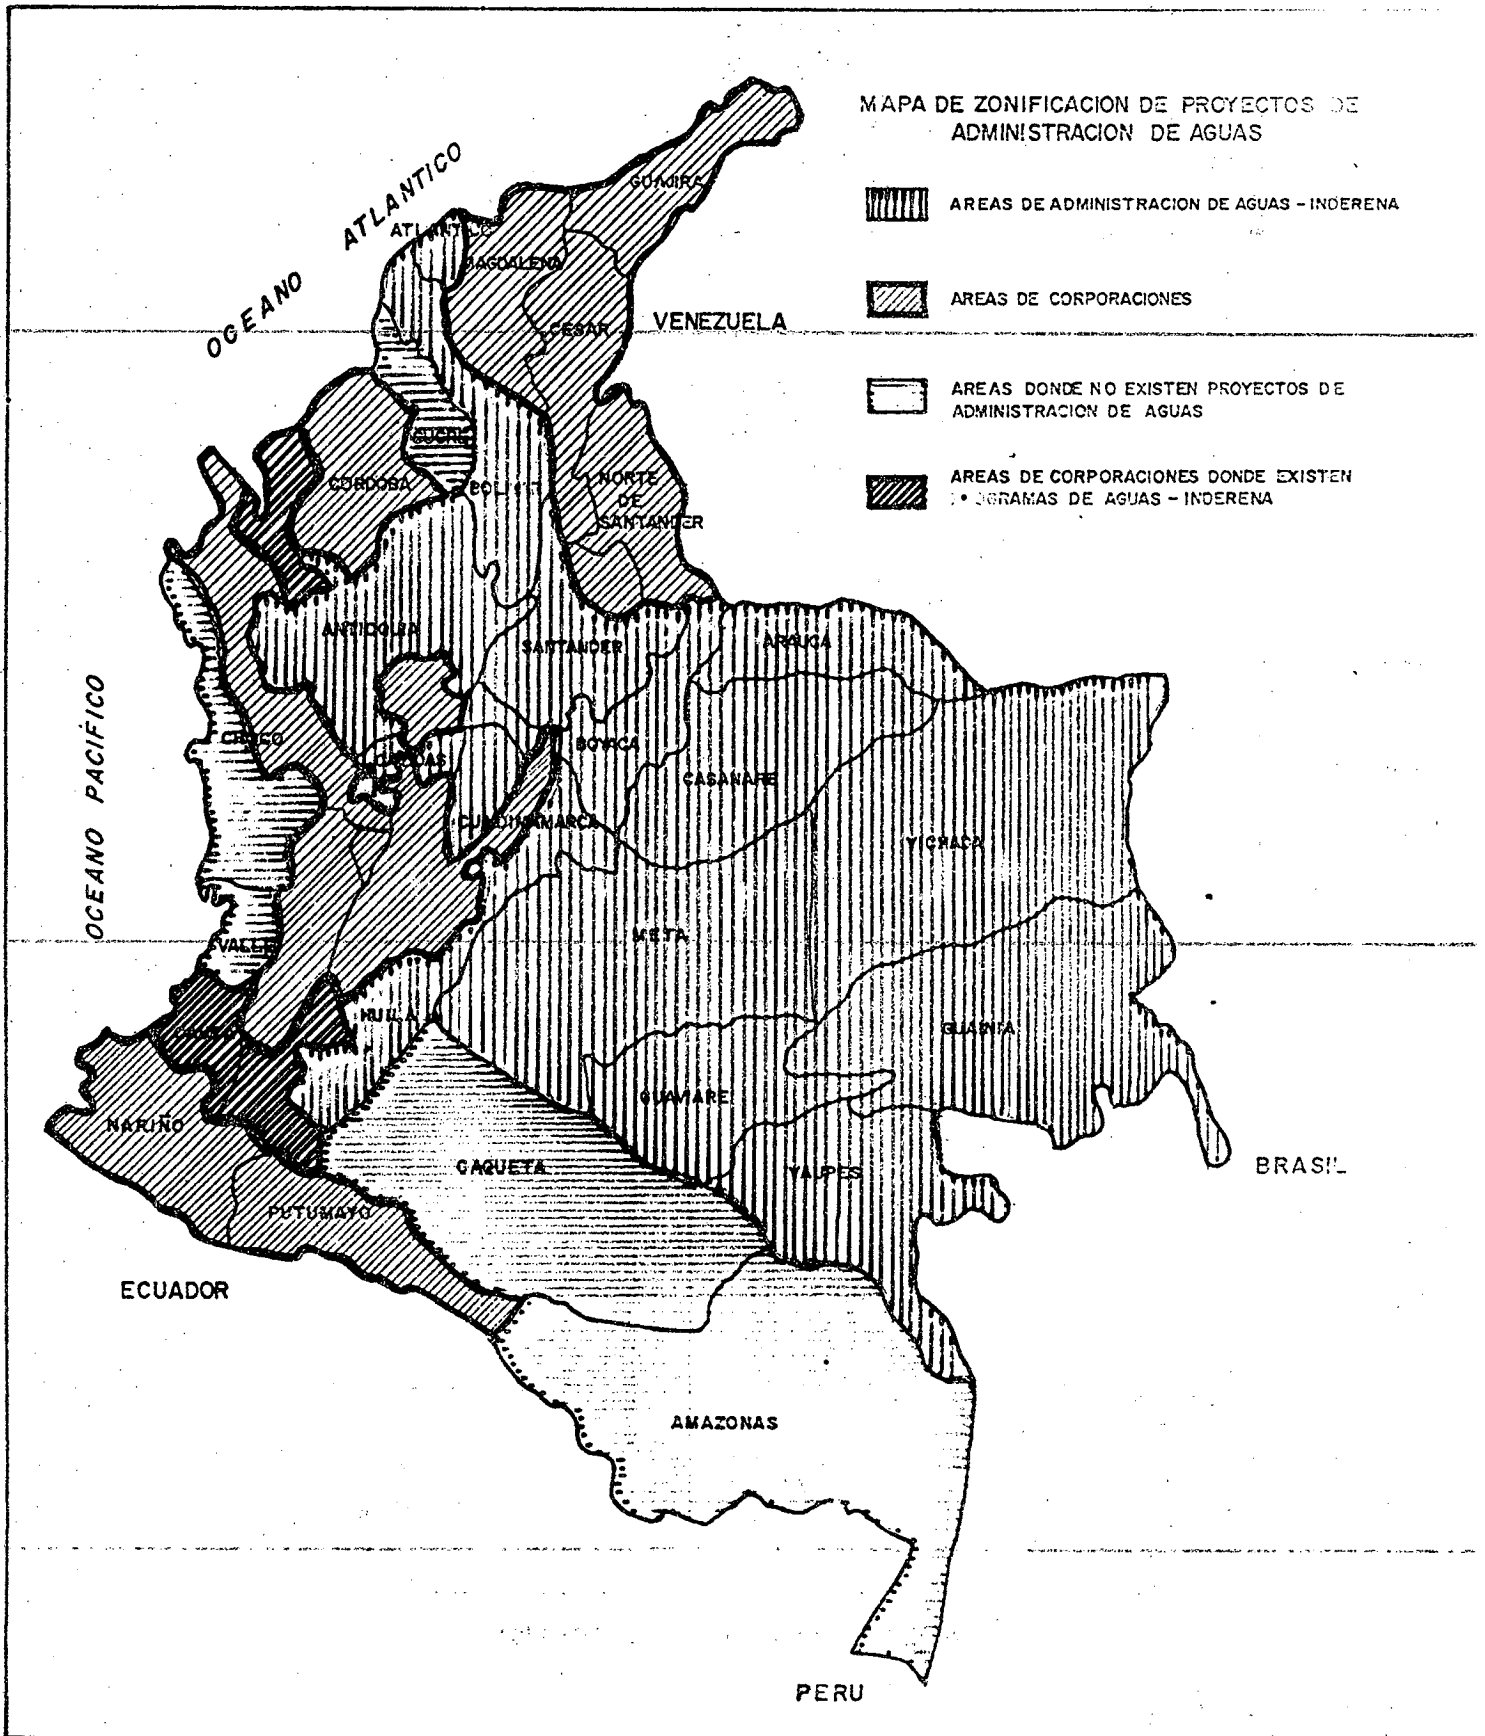 MAPA DE ZONIFICACION DE PROYECTOS DE
ADMINISTRACION DE AGUAS
AREAS DE ADMINISTRACION DE AGUAS - INDERENA
AREAS DE CORPORACIONES
AREAS DONDE NO EXISTEN PROYECTOS DE
ADMINISTRACION DE AGUAS
AREAS DE CORPORACIONES DONDE EXISTEN
DE AGUAS - INDERENA
OCEANO ATLANTICO
GUAJIRA
ATLANTICO
MAGDALENA
CESAR
VENEZUELA
SUCRE
CORDOBA
BOLIVAR
NORTE
DE
SANTANDER
ANTIOQUIA
SANTANDER
ARAUCA
OCEANO PACIFICO
CHOCO
CALDAS
BOYACA
CASANARE
CUNDINAMARCA
VICHADA
VALLE
META
CAUCA
HUILA
GUAINIA
GUAVIARE
NARIÑO
CAQUETA
VAUPES
BRASIL
PUTUMAYO
ECUADOR
AMAZONAS
PERU